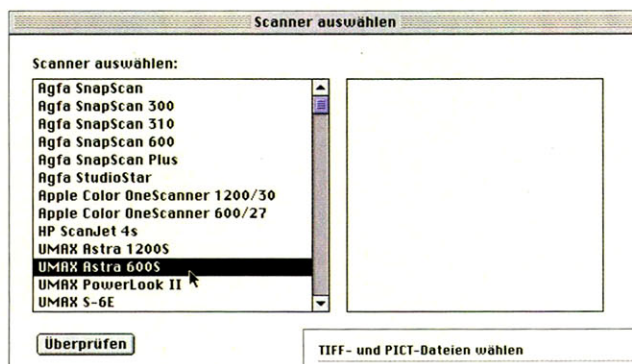 Scanner auswählen
Scanner auswählen:
Agfa SnapScan
Agfa SnapScan 300
Agfa SnapScan 310
Agfa SnapScan 600
Agfa SnapScan Plus
Agfa StudioStar
Apple Color OneScanner 1200/30
Apple Color OneScanner 600/27
HP ScanJet 4s
UMAX Astra 1200S
UMAX Astra 600S
UMAX PowerLook II
UMAX S-6E
Überprüfen
TIFF- und PICT-Dateien wählen